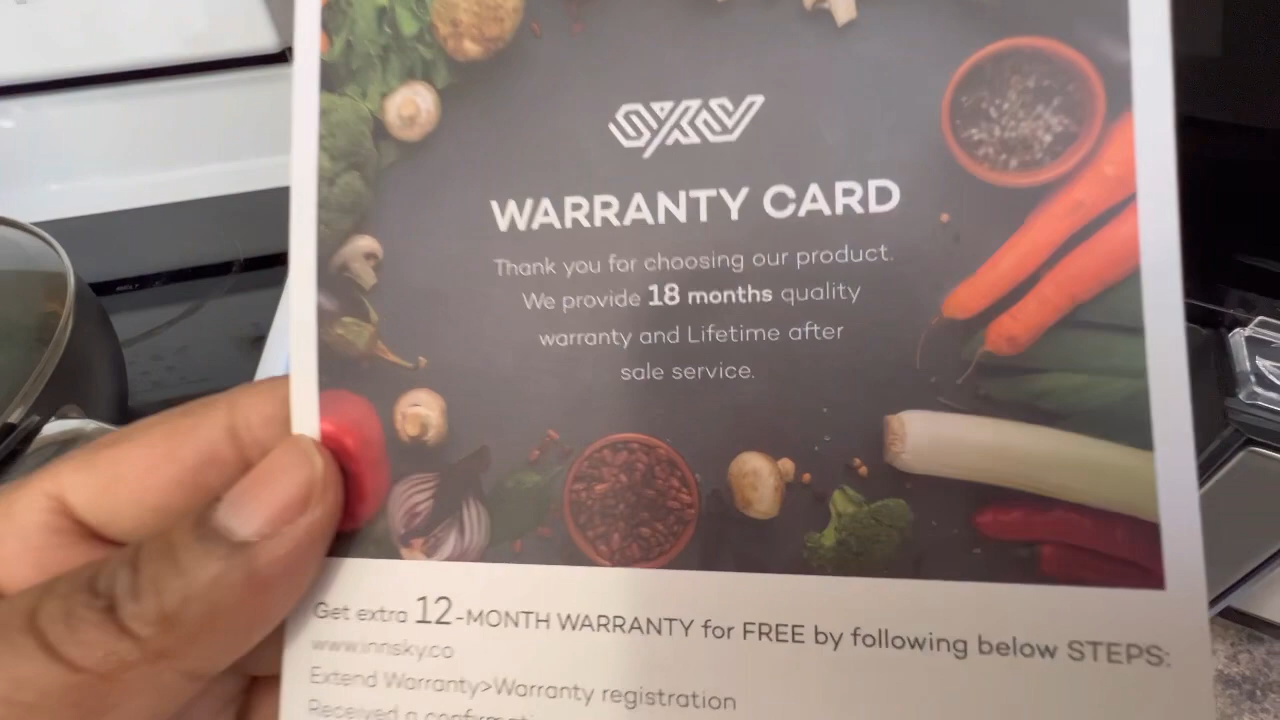 WARRANTY CARD
Thank you for choosing our product.
We provide 18 months quality
warranty and Lifetime after
sale service.
Get extra 12-MONTH WARRANTY for FREE by following below STEPS:
www.innsky.co
Extend Warranty>Warranty registration
Received a